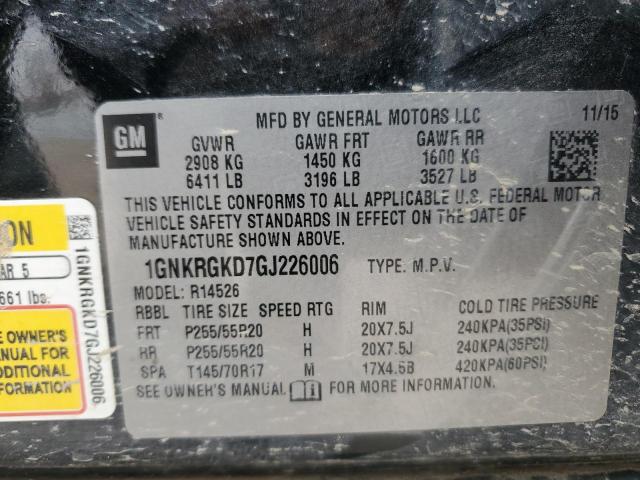 GM
MFD BY GENERAL MOTORS LLC 11/15
GVWR GAWR FRT GAWR RR
2908 KG 1450 KG 1600 KG
6411 LB 3196 LB 3527 LB
THIS VEHICLE CONFORMS TO ALL APPLICABLE U.S. FEDERAL MOTOR
VEHICLE SAFETY STANDARDS IN EFFECT ON THE DATE OF
MANUFACTURE SHOWN ABOVE.
1GNKRGKD7GJ226006 TYPE: M.P.V.
MODEL: R14526
RBBL TIRE SIZE SPEED RTG RIM COLD TIRE PRESSURE
FRT P255/55R20 H 20X7.5J 240KPA(35PSI)
RR P255/55R20 H 20X7.5J 240KPA(35PSI)
SPA T145/70R17 M 17X4.5B 420KPA(60PSI)
SEE OWNER'S MANUAL i FOR MORE INFORMATION.
ON
AR 5
661 lbs.
E OWNER'S
ANUAL FOR
DDITIONAL
FORMATION
1GNKRGKD7GJ226006